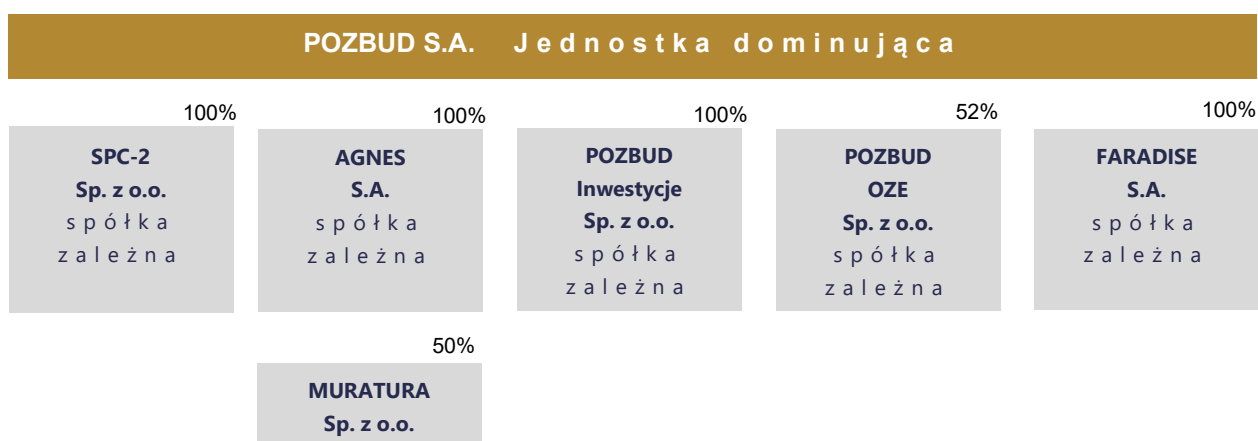 POZBUD S.A. Jednostka dominująca
100%
SPC-2
Sp. z o.o.
spółka
zależna
100%
AGNES
S.A.
spółka
zależna
100%
POZBUD
Inwestycje
Sp. z o.o.
spółka
zależna
52%
POZBUD
OZE
Sp. z o.o.
spółka
zależna
100%
FARADISE
S.A.
spółka
zależna
50%
MURATURA
Sp. z o.o.